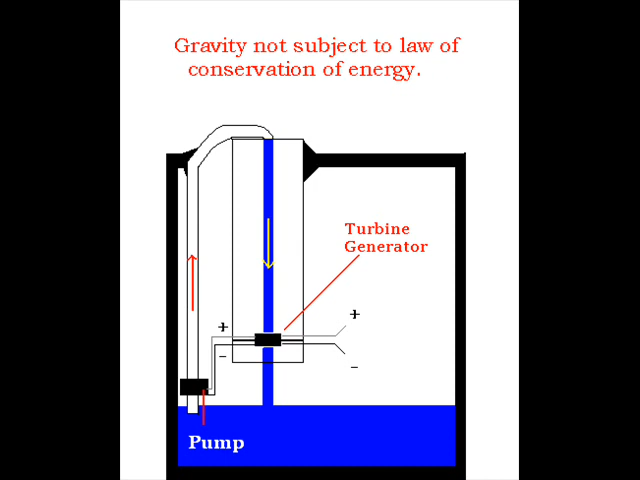 Gravity not subject to law of
conservation of energy.
Turbine
Generator
+
+
–
–
Pump